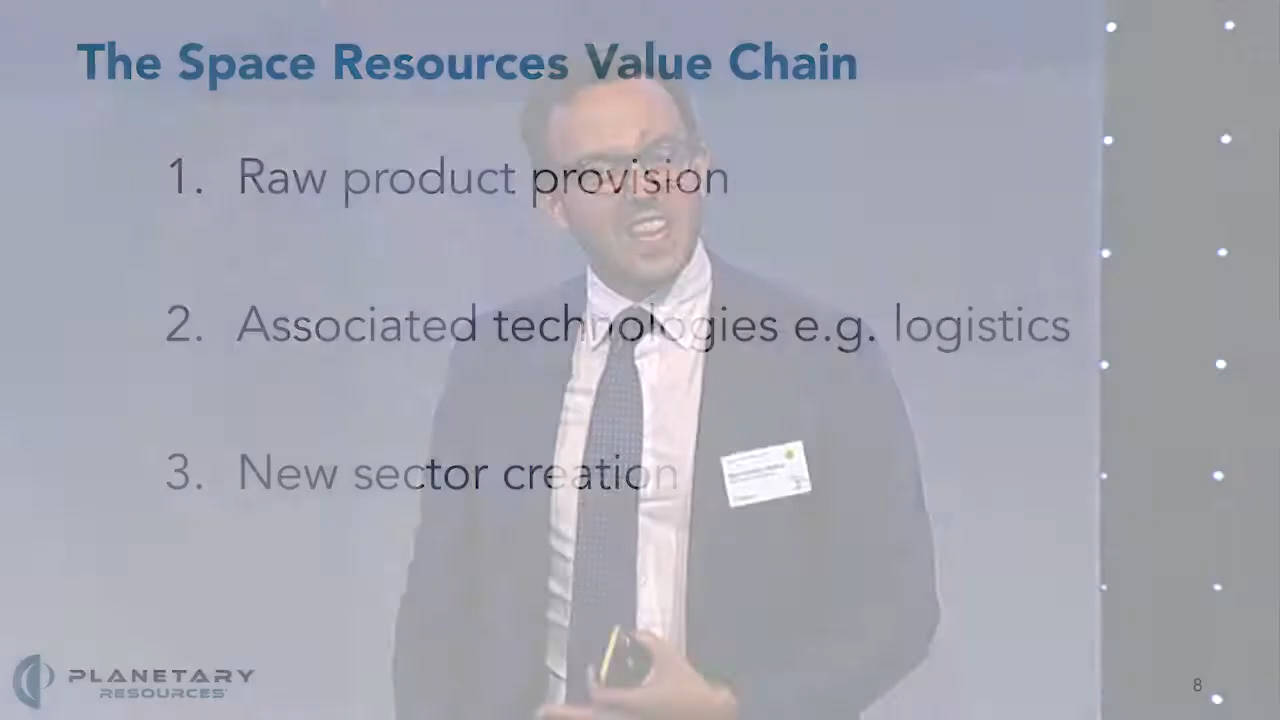 The Space Resources Value Chain
1. Raw product provision
2. Associated technologies e.g. logistics
3. New sector creation
PLANETARY
RESOURCES
8